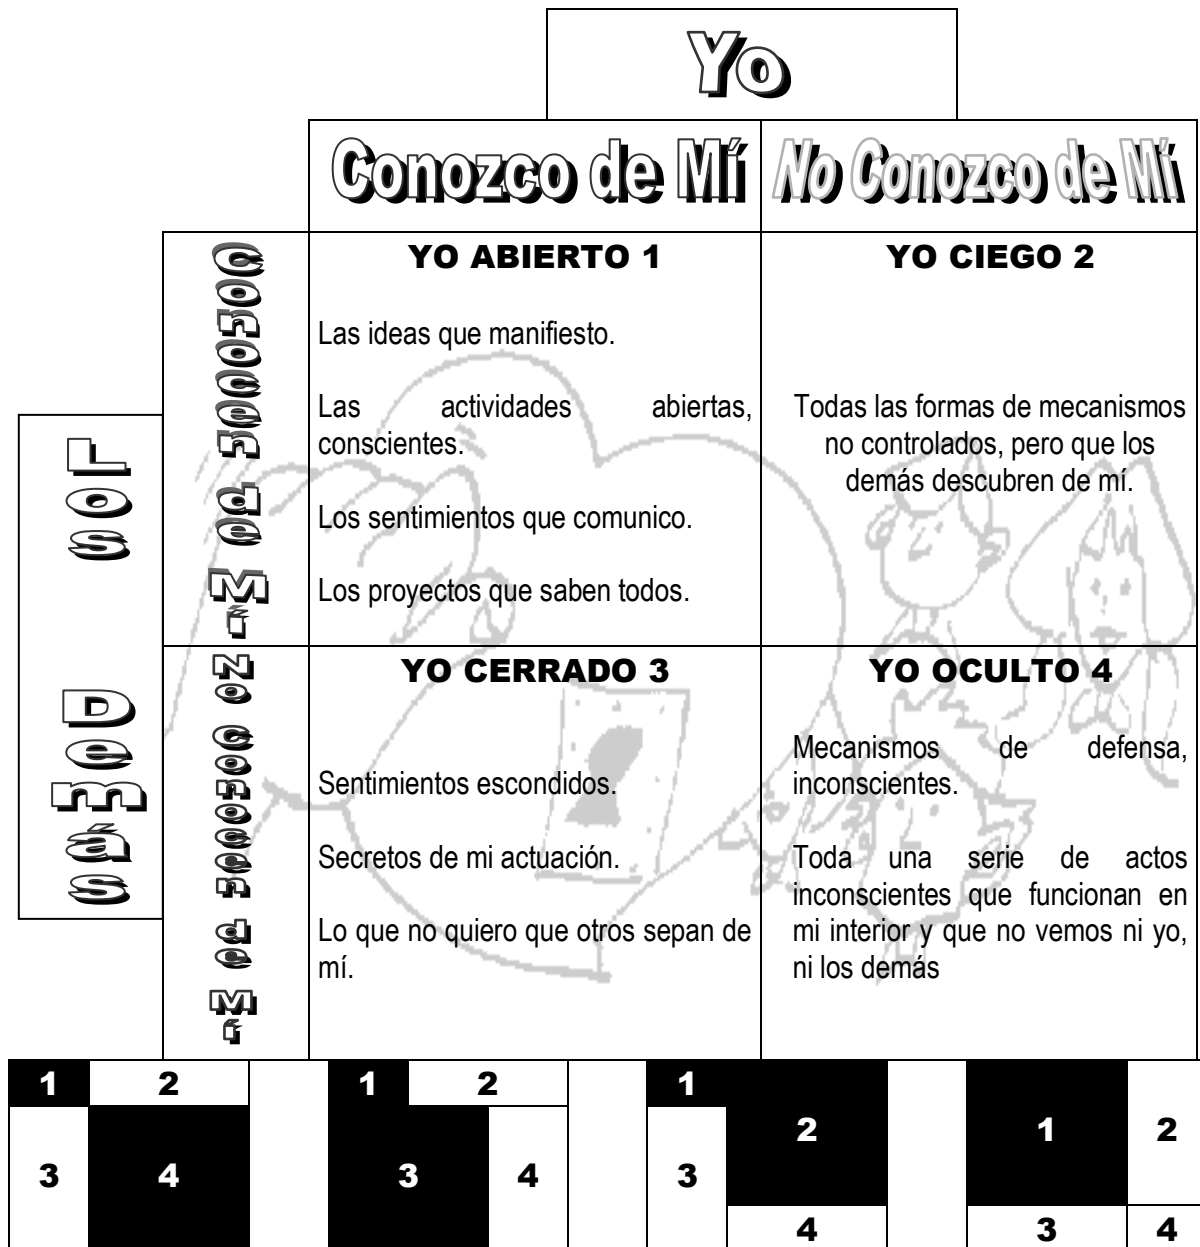 Yo
Conozco de Mí
No Conozco de Mí
Los Demás
Conocen de Mí
YO ABIERTO 1
Las ideas que manifiesto.
Las actividades abiertas,
conscientes.
Los sentimientos que comunico.
Los proyectos que saben todos.
YO CIEGO 2
Todas las formas de mecanismos
no controlados, pero que los
demás descubren de mí.
No Conocen de Mí
YO CERRADO 3
Sentimientos escondidos.
Secretos de mi actuación.
Lo que no quiero que otros sepan de
mí.
YO OCULTO 4
Mecanismos de defensa,
inconscientes.
Toda una serie de actos
inconscientes que funcionan en
mi interior y que no vemos ni yo,
ni los demás
1 2
3 4
1 2
3 4
1 2
3 4
1 2
3 4